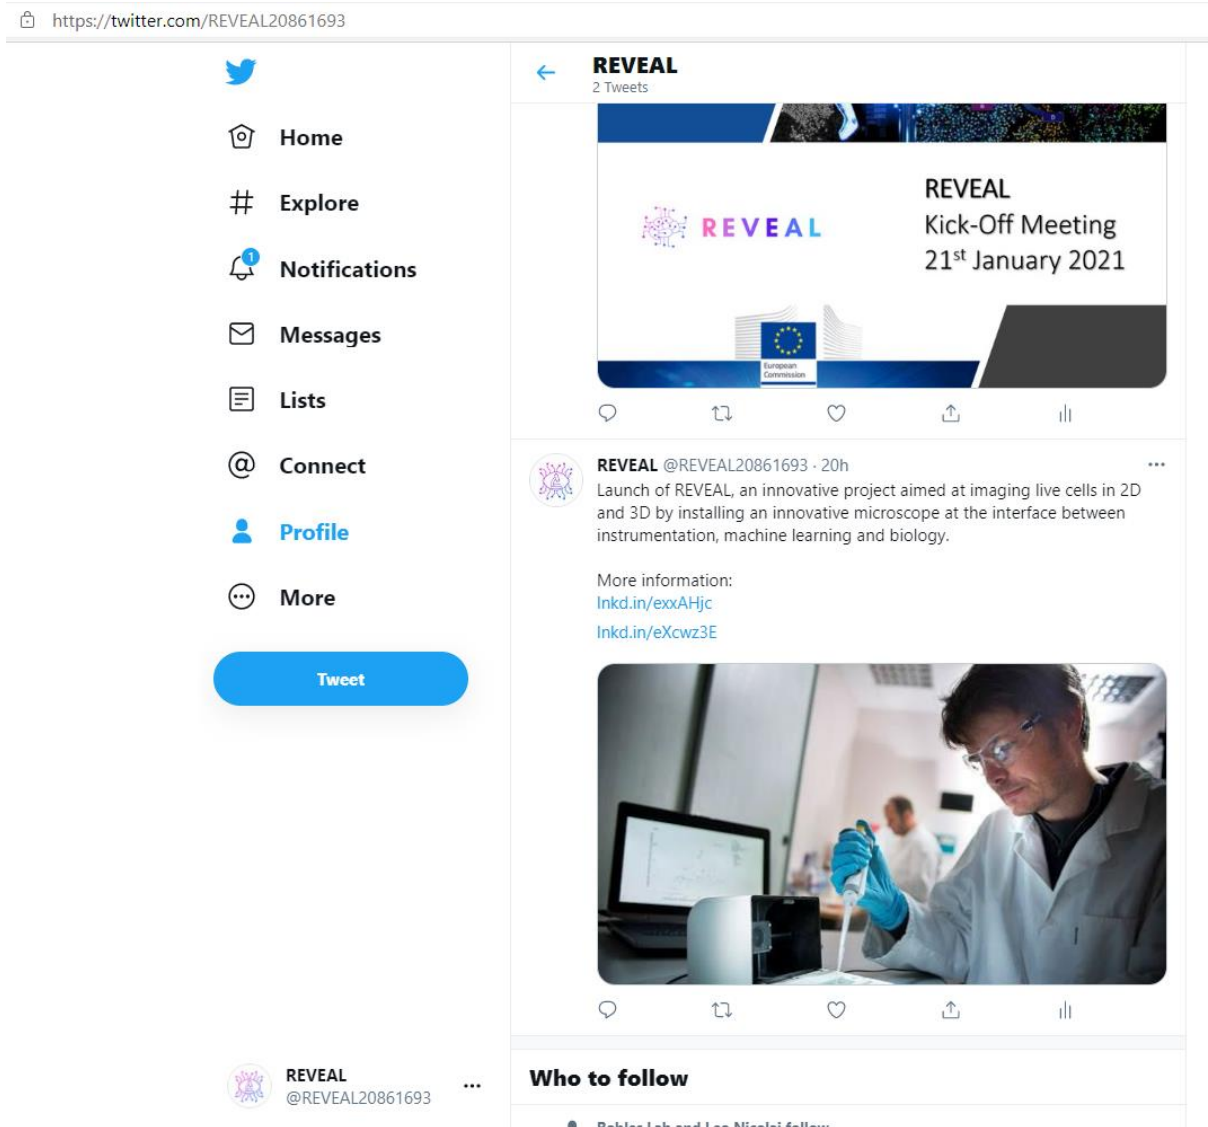 https://twitter.com/REVEAL20861693
REVEAL
2 Tweets
Home
Explore
1
Notifications
Messages
Lists
Connect
Profile
More
Tweet
REVEAL
@REVEAL20861693
REVEAL
REVEAL
Kick-Off Meeting
21st January 2021
European
Commission
REVEAL @REVEAL20861693 · 20h
Launch of REVEAL, an innovative project aimed at imaging live cells in 2D
and 3D by installing an innovative microscope at the interface between
instrumentation, machine learning and biology.
More information:
lnkd.in/exxAHjc
lnkd.in/eXcwz3E
Who to follow